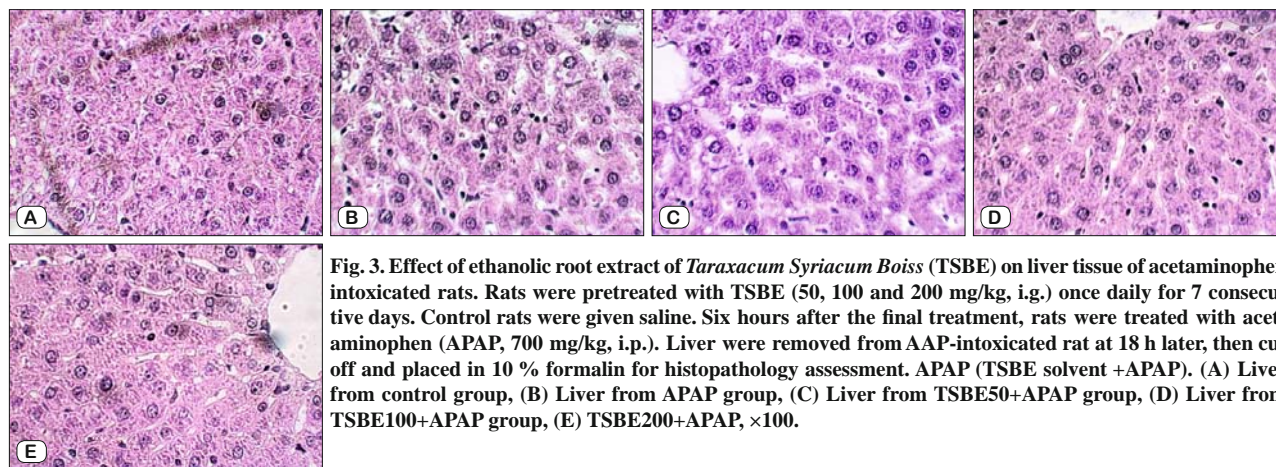 A
B
C
D
E
Fig. 3. Effect of ethanolic root extract of Taraxacum Syriacum Boiss (TSBE) on liver tissue of acetaminophe
intoxicated rats. Rats were pretreated with TSBE (50, 100 and 200 mg/kg, i.g.) once daily for 7 consecu
tive days. Control rats were given saline. Six hours after the final treatment, rats were treated with acet
aminophen (APAP, 700 mg/kg, i.p.). Liver were removed from AAP-intoxicated rat at 18 h later, then cu
off and placed in 10 % formalin for histopathology assessment. APAP (TSBE solvent +APAP). (A) Live
from control group, (B) Liver from APAP group, (C) Liver from TSBE50+APAP group, (D) Liver from
TSBE100+APAP group, (E) TSBE200+APAP, ×100.